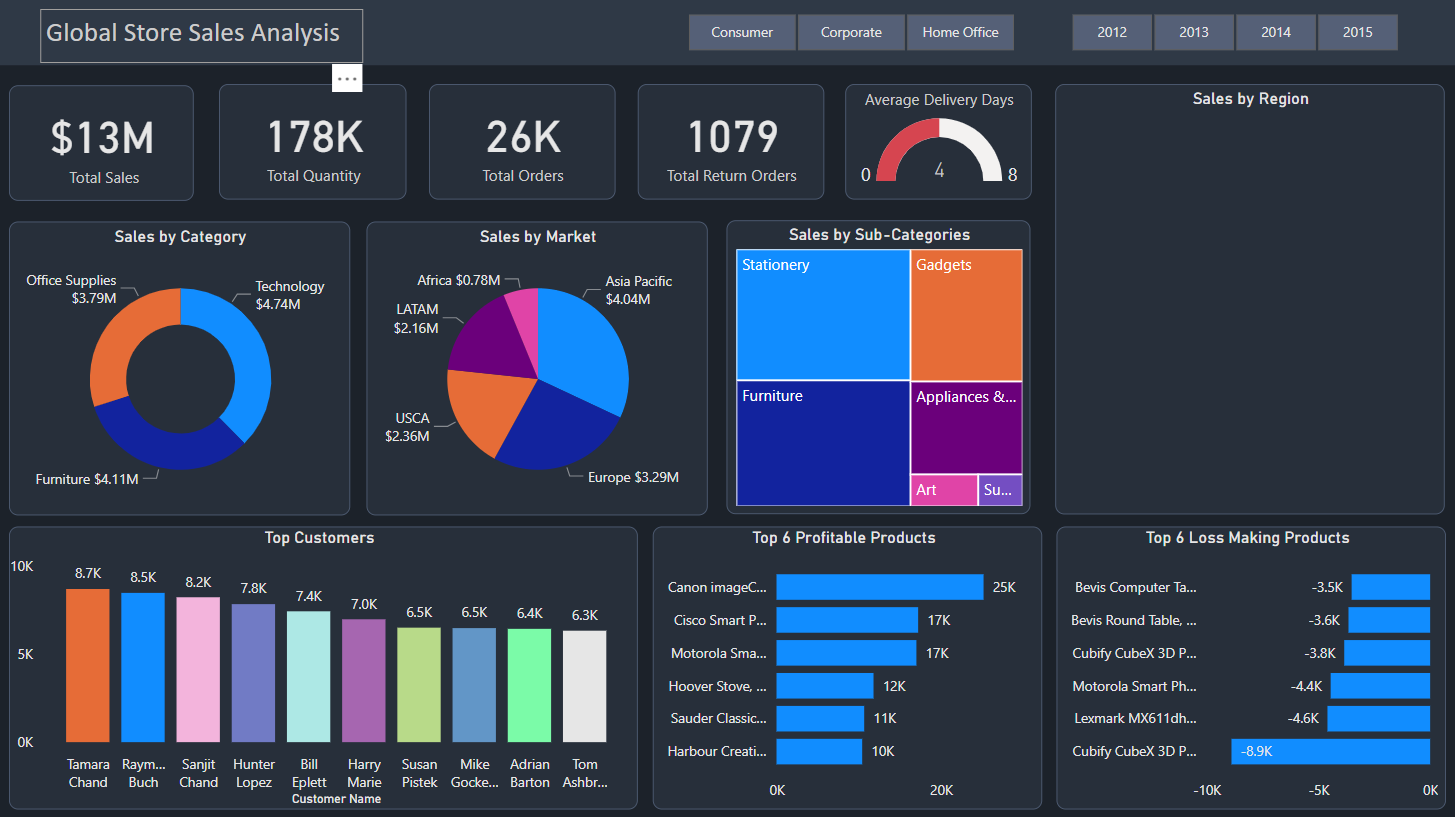 Global Store Sales Analysis
Consumer
Corporate
Home Office
2012
2013
2014
2015
...
$13M
Total Sales
178K
Total Quantity
26K
Total Orders
1079
Total Return Orders
Average Delivery Days
0
4
8
Sales by Region
Sales by Category
Office Supplies
$3.79M
Technology
$4.74M
Furniture $4.11M
Sales by Market
Africa $0.78M
Asia Pacific
$4.04M
LATAM
$2.16M
USCA
$2.36M
Europe $3.29M
Sales by Sub-Categories
Stationery
Gadgets
Furniture
Appliances &...
Art
Su...
Top Customers
10K
5K
0K
8.7K
8.5K
8.2K
7.8K
7.4K
7.0K
6.5K
6.5K
6.4K
6.3K
Tamara
Chand
Raym...
Buch
Sanjit
Chand
Hunter
Lopez
Bill
Eplett
Harry
Marie
Susan
Pistek
Mike
Gocke...
Adrian
Barton
Tom
Ashbr...
Customer Name
Top 6 Profitable Products
Canon imageC... 25K
Cisco Smart P... 17K
Motorola Sma... 17K
Hoover Stove, ... 12K
Sauder Classic... 11K
Harbour Creati... 10K
0K 20K
Top 6 Loss Making Products
Bevis Computer Ta... -3.5K
Bevis Round Table, ... -3.6K
Cubify CubeX 3D P... -3.8K
Motorola Smart Ph... -4.4K
Lexmark MX611dh... -4.6K
Cubify CubeX 3D P... -8.9K
-10K -5K 0K